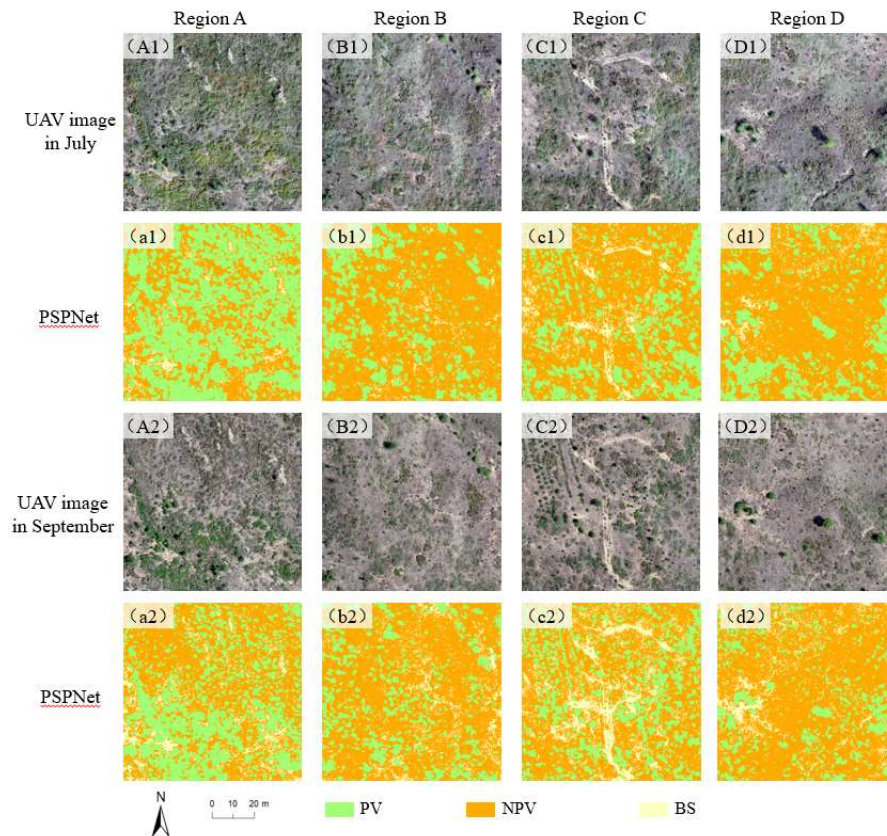 Region A Region B Region C Region D
（A1） （B1） （C1） （D1）
UAV image
in July
（a1） （b1） （c1） （d1）
PSPNet
（A2） （B2） （C2） （D2）
UAV image
in September
（a2） （b2） （c2） （d2）
PSPNet
N
0 10 20 m
PV NPV BS